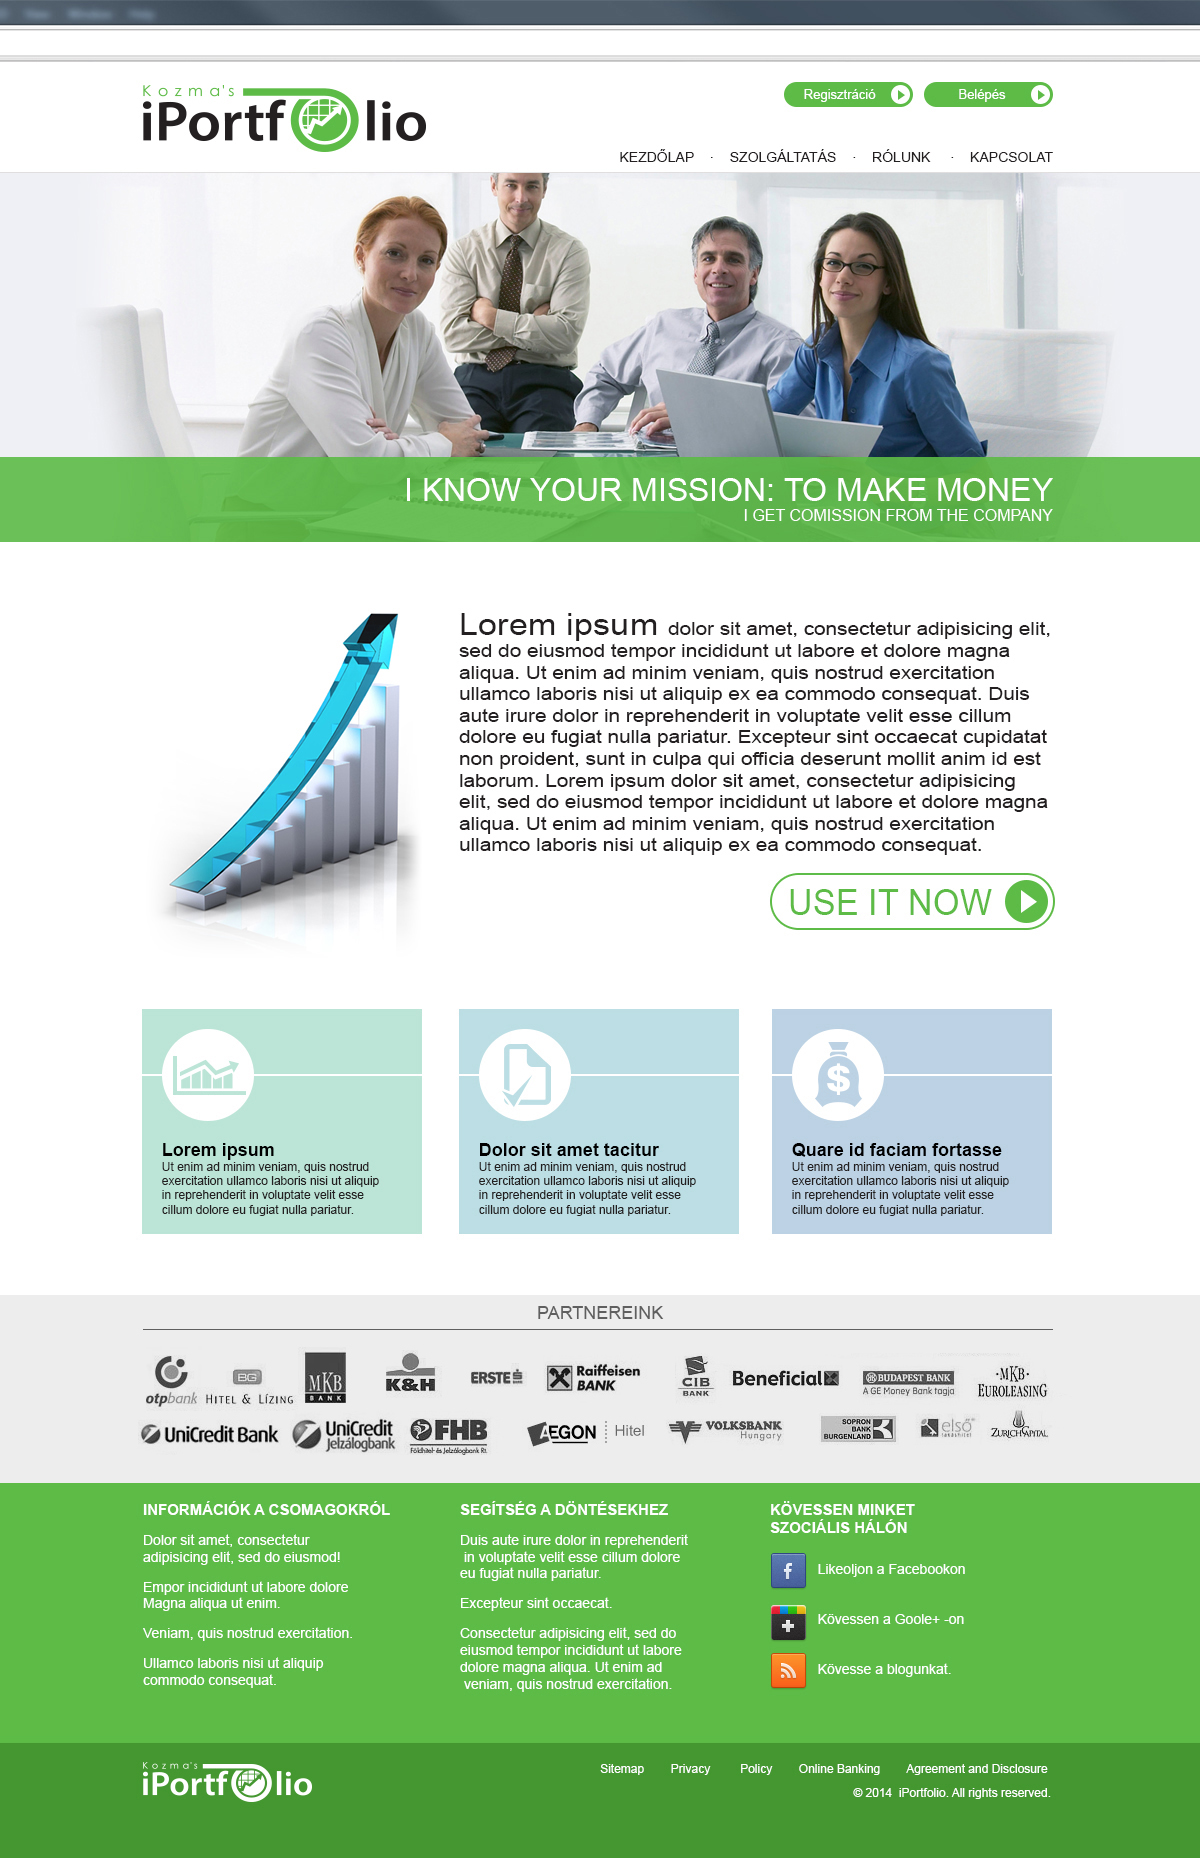 View Window Help
Kozma's
iPortfolio
Regisztráció
Belépés
KEZDŐLAP · SZOLGÁLTATÁS · RÓLUNK · KAPCSOLAT
I KNOW YOUR MISSION: TO MAKE MONEY
I GET COMISSION FROM THE COMPANY
Lorem ipsum dolor sit amet, consectetur adipisicing elit,
sed do eiusmod tempor incididunt ut labore et dolore magna
aliqua. Ut enim ad minim veniam, quis nostrud exercitation
ullamco laboris nisi ut aliquip ex ea commodo consequat. Duis
aute irure dolor in reprehenderit in voluptate velit esse cillum
dolore eu fugiat nulla pariatur. Excepteur sint occaecat cupidatat
non proident, sunt in culpa qui officia deserunt mollit anim id est
laborum. Lorem ipsum dolor sit amet, consectetur adipisicing
elit, sed do eiusmod tempor incididunt ut labore et dolore magna
aliqua. Ut enim ad minim veniam, quis nostrud exercitation
ullamco laboris nisi ut aliquip ex ea commodo consequat.
USE IT NOW
$
Lorem ipsum
Ut enim ad minim veniam, quis nostrud
exercitation ullamco laboris nisi ut aliquip
in reprehenderit in voluptate velit esse
cillum dolore eu fugiat nulla pariatur.
Dolor sit amet tacitur
Ut enim ad minim veniam, quis nostrud
exercitation ullamco laboris nisi ut aliquip
in reprehenderit in voluptate velit esse
cillum dolore eu fugiat nulla pariatur.
Quare id faciam fortasse
Ut enim ad minim veniam, quis nostrud
exercitation ullamco laboris nisi ut aliquip
in reprehenderit in voluptate velit esse
cillum dolore eu fugiat nulla pariatur.
PARTNEREINK
otpbank
BG
HITEL & LÍZING
MKB
BANK
K&H
ERSTE
Raiffeisen
BANK
CIB
BANK
Beneficial
BUDAPEST BANK
A GE Money Bank tagja
·MKB·
EUROLEASING
UniCredit Bank
UniCredit
Jelzálogbank
FHB
Földhitel- és Jelzálogbank Rt.
AEGON
Hitel
VOLKSBANK
Hungary
SOPRON
BANK
BURGENLAND
első
lakáshitel
ZURICHCAPITAL
INFORMÁCIÓK A CSOMAGOKRÓL
Dolor sit amet, consectetur
adipisicing elit, sed do eiusmod!
Empor incididunt ut labore dolore
Magna aliqua ut enim.
Veniam, quis nostrud exercitation.
Ullamco laboris nisi ut aliquip
commodo consequat.
SEGÍTSÉG A DÖNTÉSEKHEZ
Duis aute irure dolor in reprehenderit
in voluptate velit esse cillum dolore
eu fugiat nulla pariatur.
Excepteur sint occaecat.
Consectetur adipisicing elit, sed do
eiusmod tempor incididunt ut labore
dolore magna aliqua. Ut enim ad
veniam, quis nostrud exercitation.
KÖVESSEN MINKET
SZOCIÁLIS HÁLÓN
f
Likeoljon a Facebookon
Kövessen a Goole+ -on
Kövesse a blogunkat.
Kozma's
iPortfolio
Sitemap Privacy Policy Online Banking Agreement and Disclosure
© 2014 iPortfolio. All rights reserved.